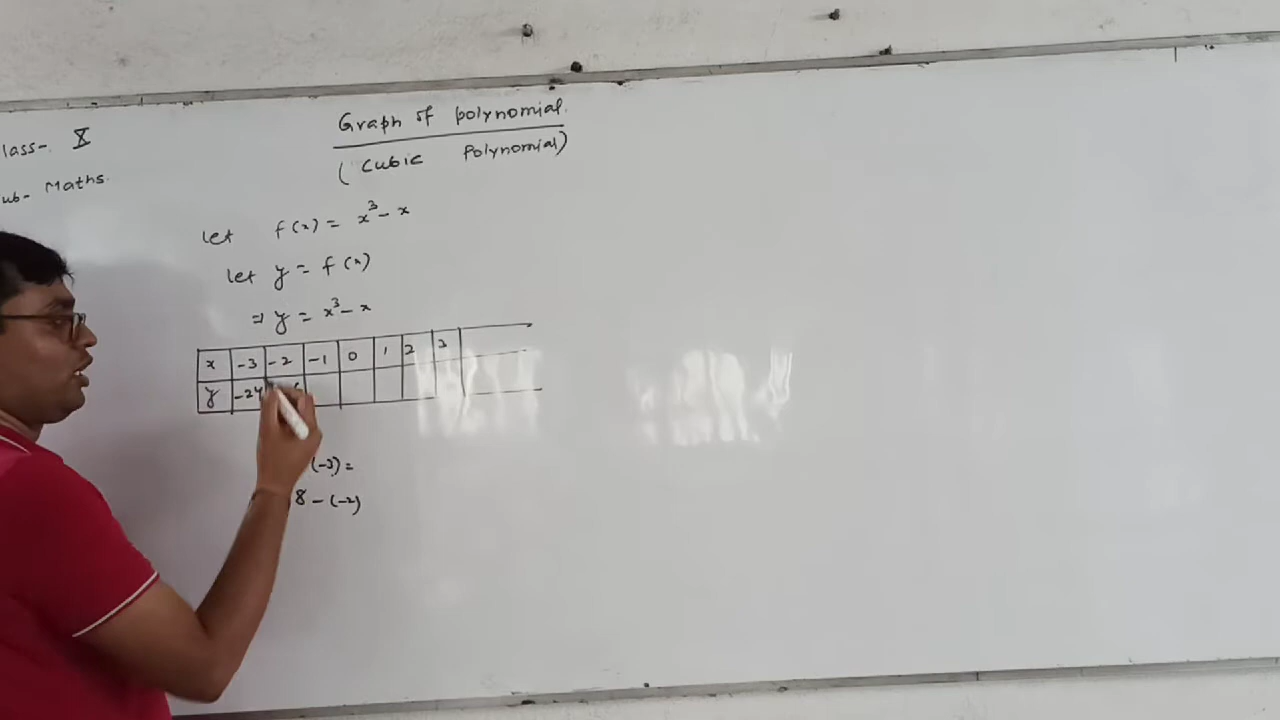 lass- X
ub- Maths.
Graph of polynomial.
(Cubic Polynomial)
let f(x) = x³ - x
let y = f(x)
⇒ y = x³ - x
x -3 -2 -1 0 1 2 3
y -24
(-3) =
8 - (-2)